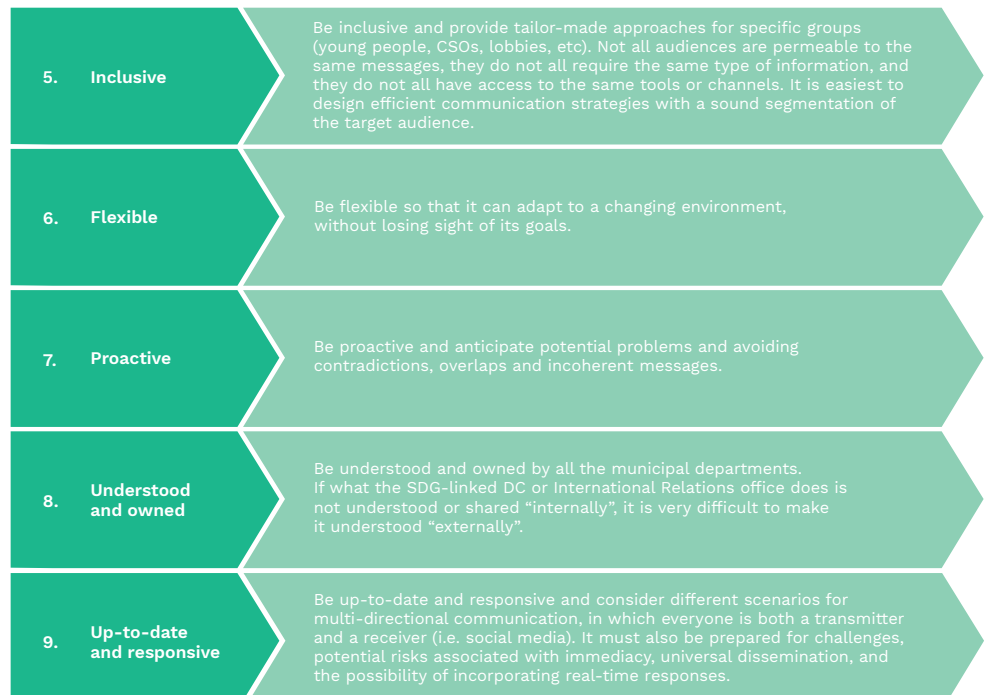 5. Inclusive
Be inclusive and provide tailor-made approaches for specific groups
(young people, CSOs, lobbies, etc). Not all audiences are permeable to the
same messages, they do not all require the same type of information, and
they do not all have access to the same tools or channels. It is easiest to
design efficient communication strategies with a sound segmentation of
the target audience.
6. Flexible
Be flexible so that it can adapt to a changing environment,
without losing sight of its goals.
7. Proactive
Be proactive and anticipate potential problems and avoiding
contradictions, overlaps and incoherent messages.
8. Understood
and owned
Be understood and owned by all the municipal departments.
If what the SDG-linked DC or International Relations office does is
not understood or shared “internally”, it is very difficult to make
it understood “externally”.
9. Up-to-date
and responsive
Be up-to-date and responsive and consider different scenarios for
multi-directional communication, in which everyone is both a transmitter
and a receiver (i.e. social media). It must also be prepared for challenges,
potential risks associated with immediacy, universal dissemination, and
the possibility of incorporating real-time responses.